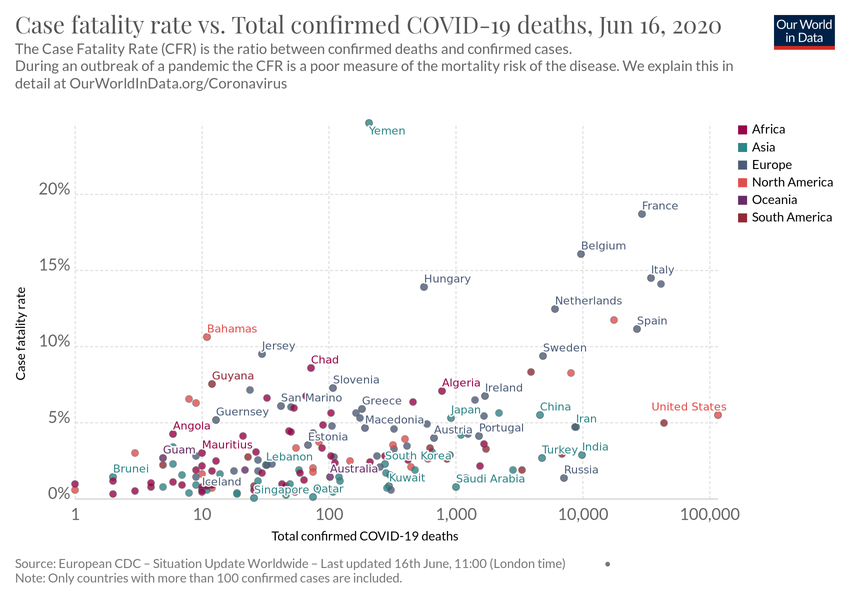 Case fatality rate vs. Total confirmed COVID-19 deaths, Jun 16, 2020
The Case Fatality Rate (CFR) is the ratio between confirmed deaths and confirmed cases.
During an outbreak of a pandemic the CFR is a poor measure of the mortality risk of the disease. We explain this in
detail at OurWorldInData.org/Coronavirus
Our World
in Data
Yemen
Africa
Asia
Europe
North America
Oceania
South America
20%
France
Belgium
15%
Italy
Hungary
Netherlands
Bahamas
Spain
10%
Jersey
Sweden
Chad
Guyana
Slovenia
Algeria
Ireland
San Marino
Greece
Japan
China
United States
Guernsey
5%
Macedonia
Angola
Estonia
Austria
Portugal
Iran
Guam
Mauritius
Lebanon
South Korea
Turkey
India
Brunei
Australia
Russia
Iceland
Kuwait
Saudi Arabia
Singapore
Qatar
0%
1
10
100
1,000
10,000
100,000
Case fatality rate
Total confirmed COVID-19 deaths
Source: European CDC – Situation Update Worldwide – Last updated 16th June, 11:00 (London time)
Note: Only countries with more than 100 confirmed cases are included.